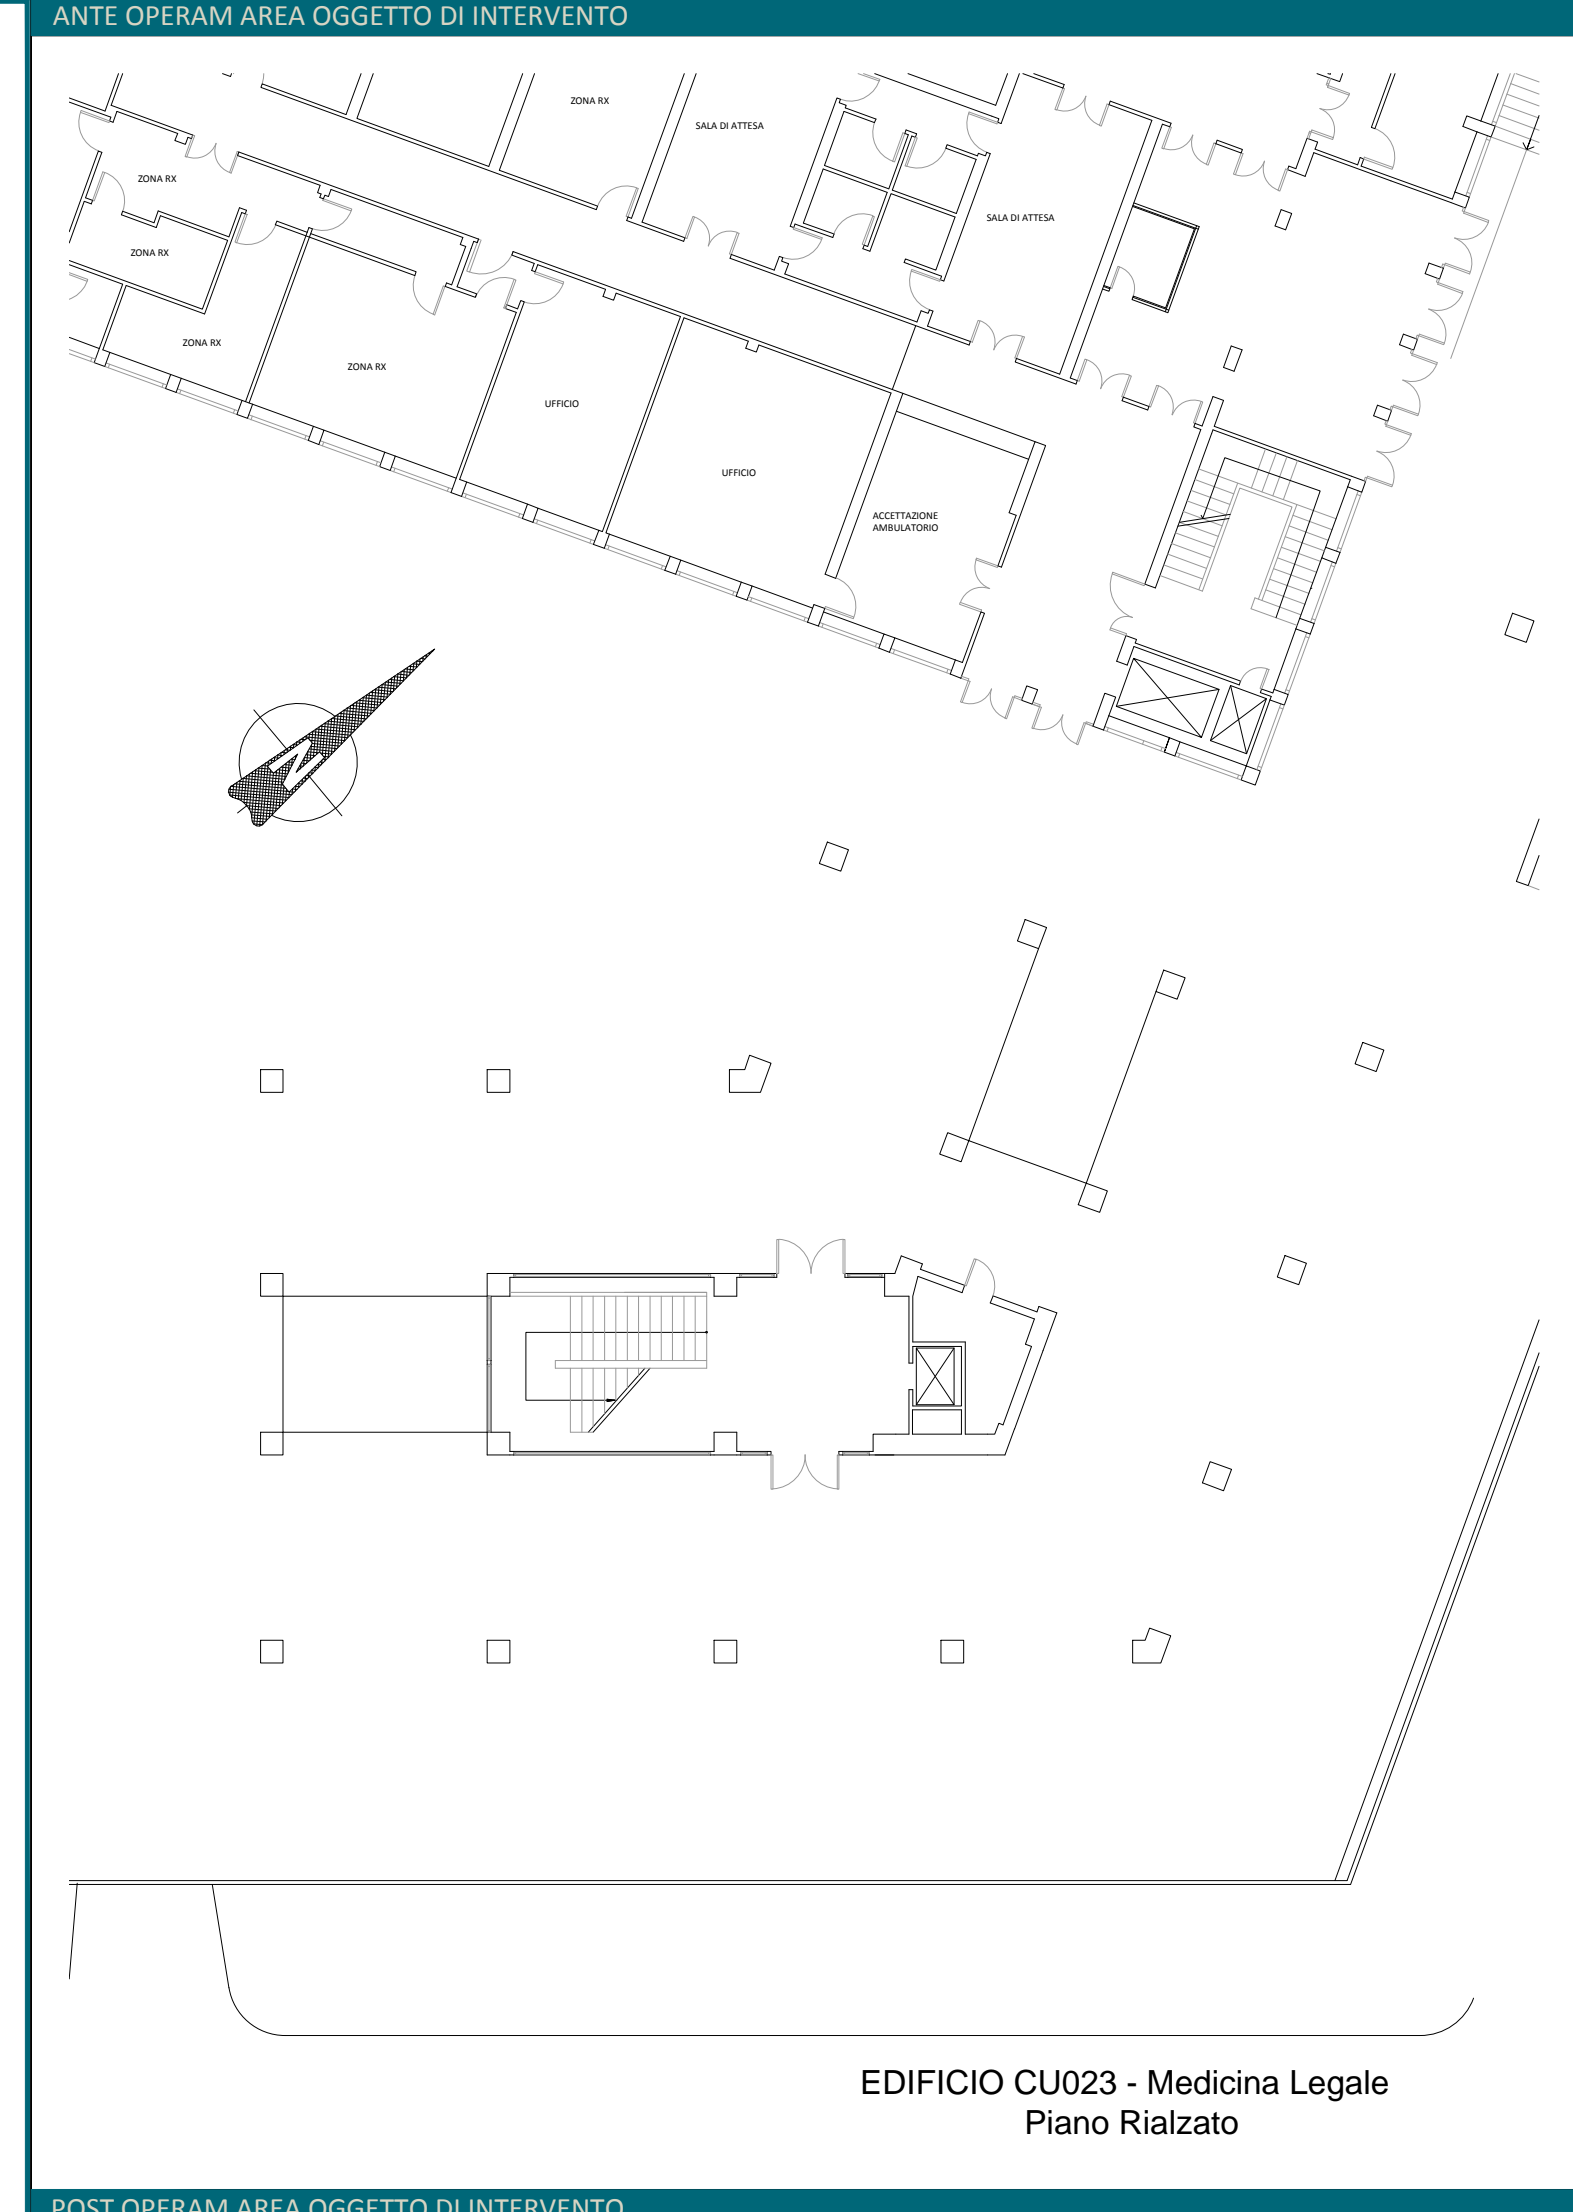 ANTE OPERAM AREA OGGETTO DI INTERVENTO
ZONA RX
SALA DI ATTESA
ZONA RX
SALA DI ATTESA
ZONA RX
ZONA RX
ZONA RX
UFFICIO
UFFICIO
ACCETTAZIONE
AMBULATORIO
N
EDIFICIO CU023 - Medicina Legale
Piano Rialzato
POST OPERAM AREA OGGETTO DI INTERVENTO